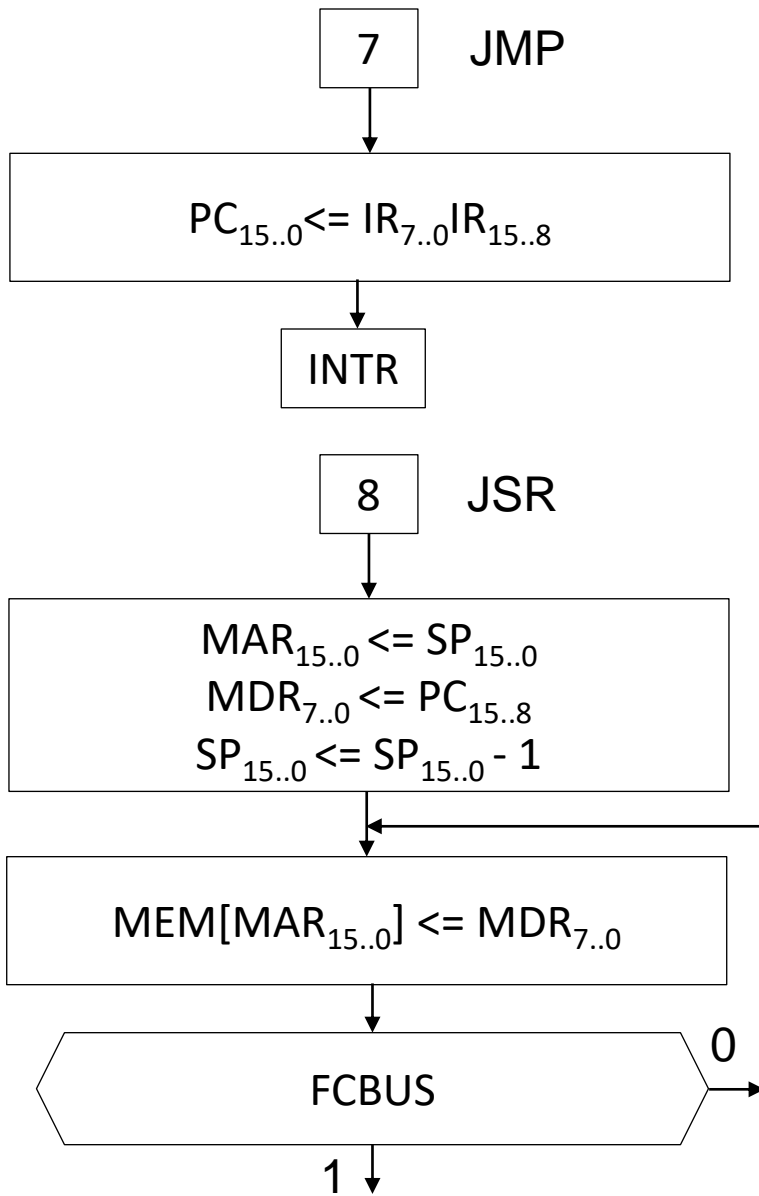 7 JMP
PC15..0<= IR7..0IR15..8
INTR
8 JSR
MAR15..0 <= SP15..0
MDR7..0 <= PC15..8
SP15..0 <= SP15..0 - 1
MEM[MAR15..0] <= MDR7..0
0
FCBUS
1